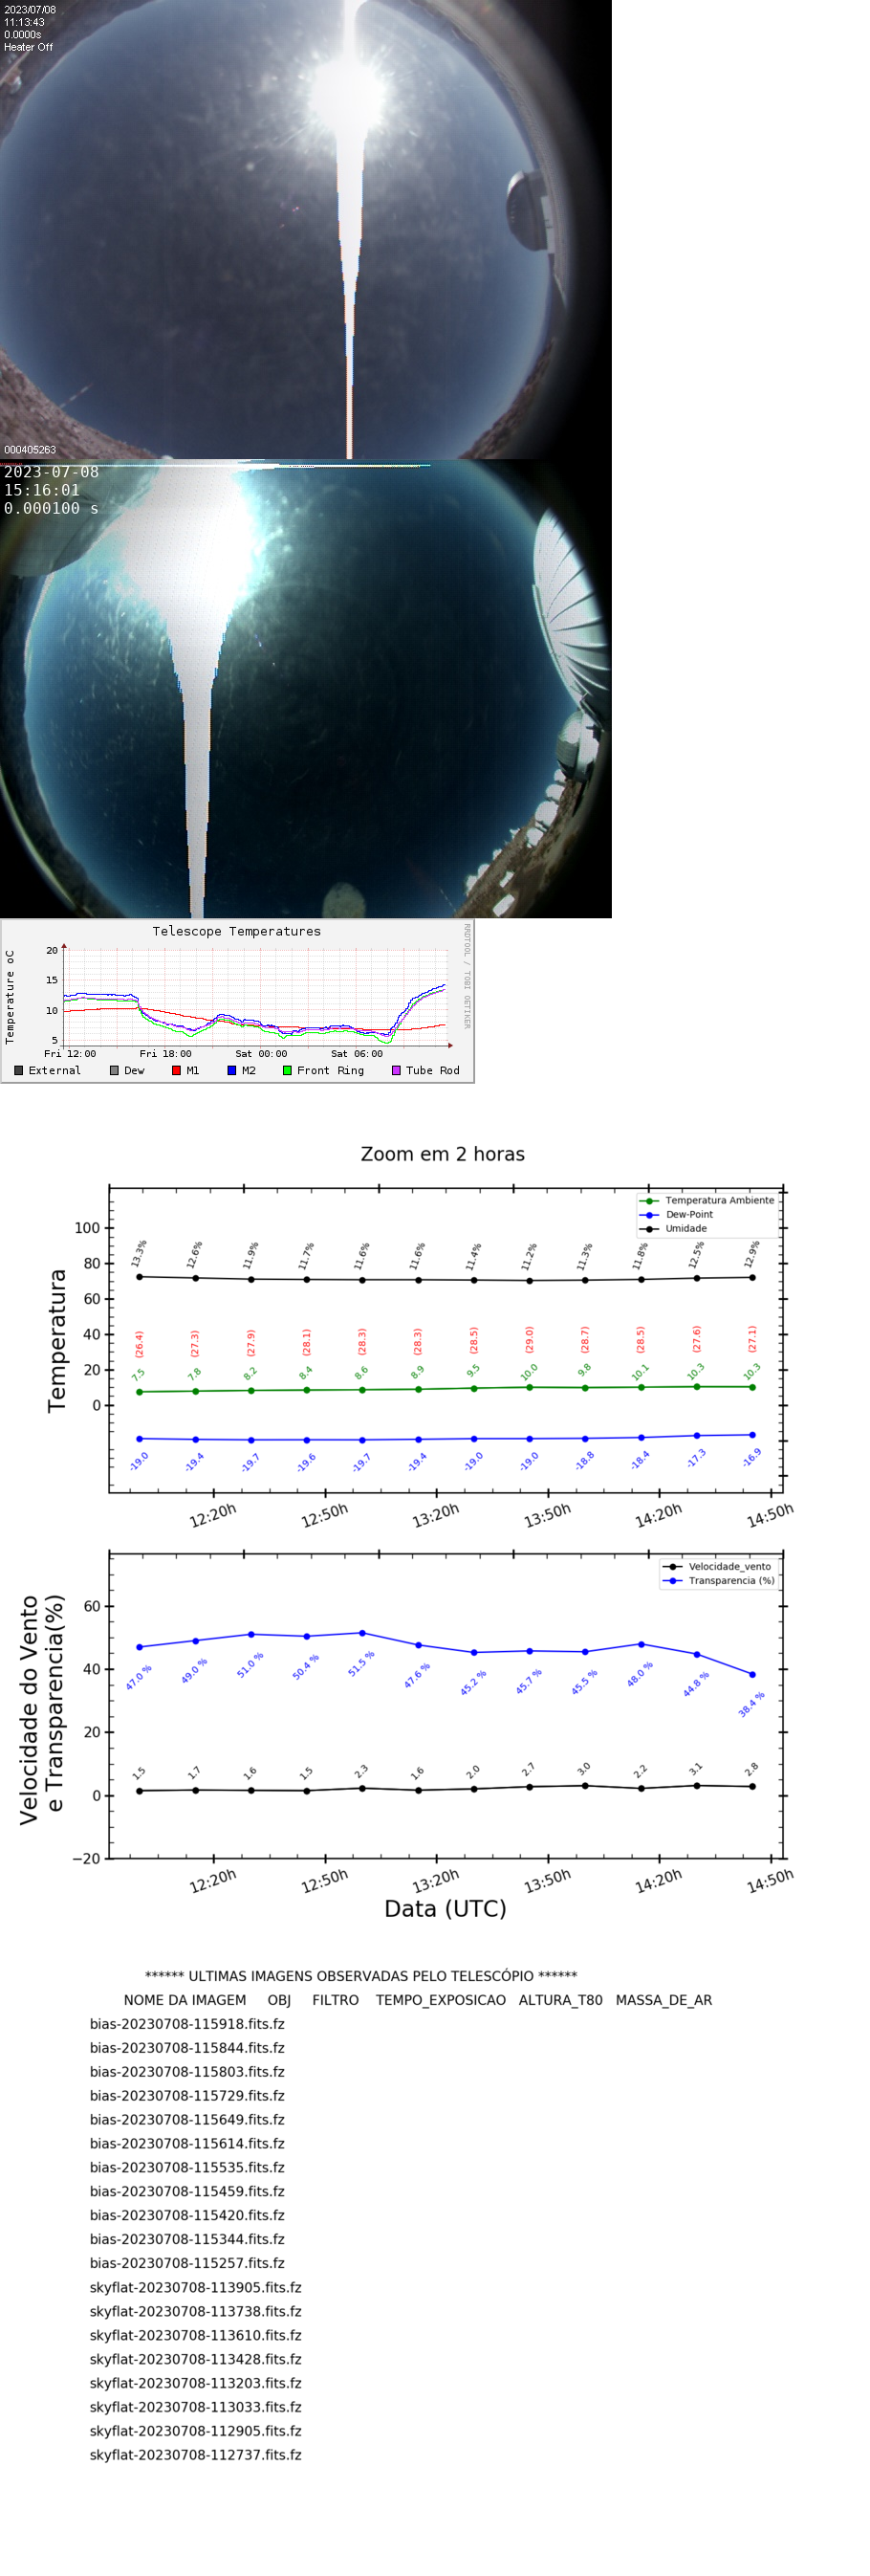 2023/07/08
11:13:43
0.0000s
Heater Off
000405263
2023-07-08
15:16:01
0.000100 s
Telescope Temperatures
RRDTOOL / TOBI OETIKER
Temperature oC
20
15
10
5
Fri 12:00 Fri 18:00 Sat 00:00 Sat 06:00
External Dew M1 M2 Front Ring Tube Rod
Zoom em 2 horas
Temperatura Ambiente
Dew-Point
Umidade
Temperatura
100
80
60
40
20
0
13.3% 12.6% 11.9% 11.7% 11.6% 11.6% 11.4% 11.2% 11.3% 11.8% 12.5% 12.9%
(26.4) (27.3) (27.9) (28.1) (28.3) (28.3) (28.5) (29.0) (28.7) (28.5) (27.6) (27.1)
7.5 7.8 8.2 8.4 8.6 8.9 9.5 10.0 9.8 10.1 10.3 10.3
-19.0 -19.4 -19.7 -19.6 -19.7 -19.4 -19.0 -19.0 -18.8 -18.4 -17.3 -16.9
12:20h 12:50h 13:20h 13:50h 14:20h 14:50h
Velocidade_vento
Transparencia (%)
Velocidade do Vento
e Transparencia(%)
60
40
20
0
−20
47.0 % 49.0 % 51.0 % 50.4 % 51.5 % 47.6 % 45.2 % 45.7 % 45.5 % 48.0 % 44.8 % 38.4 %
1.5 1.7 1.6 1.5 2.3 1.6 2.0 2.7 3.0 2.2 3.1 2.8
12:20h 12:50h 13:20h 13:50h 14:20h 14:50h
Data (UTC)
****** ULTIMAS IMAGENS OBSERVADAS PELO TELESCÓPIO ******
NOME DA IMAGEM OBJ FILTRO TEMPO_EXPOSICAO ALTURA_T80 MASSA_DE_AR
bias-20230708-115918.fits.fz
bias-20230708-115844.fits.fz
bias-20230708-115803.fits.fz
bias-20230708-115729.fits.fz
bias-20230708-115649.fits.fz
bias-20230708-115614.fits.fz
bias-20230708-115535.fits.fz
bias-20230708-115459.fits.fz
bias-20230708-115420.fits.fz
bias-20230708-115344.fits.fz
bias-20230708-115257.fits.fz
skyflat-20230708-113905.fits.fz
skyflat-20230708-113738.fits.fz
skyflat-20230708-113610.fits.fz
skyflat-20230708-113428.fits.fz
skyflat-20230708-113203.fits.fz
skyflat-20230708-113033.fits.fz
skyflat-20230708-112905.fits.fz
skyflat-20230708-112737.fits.fz